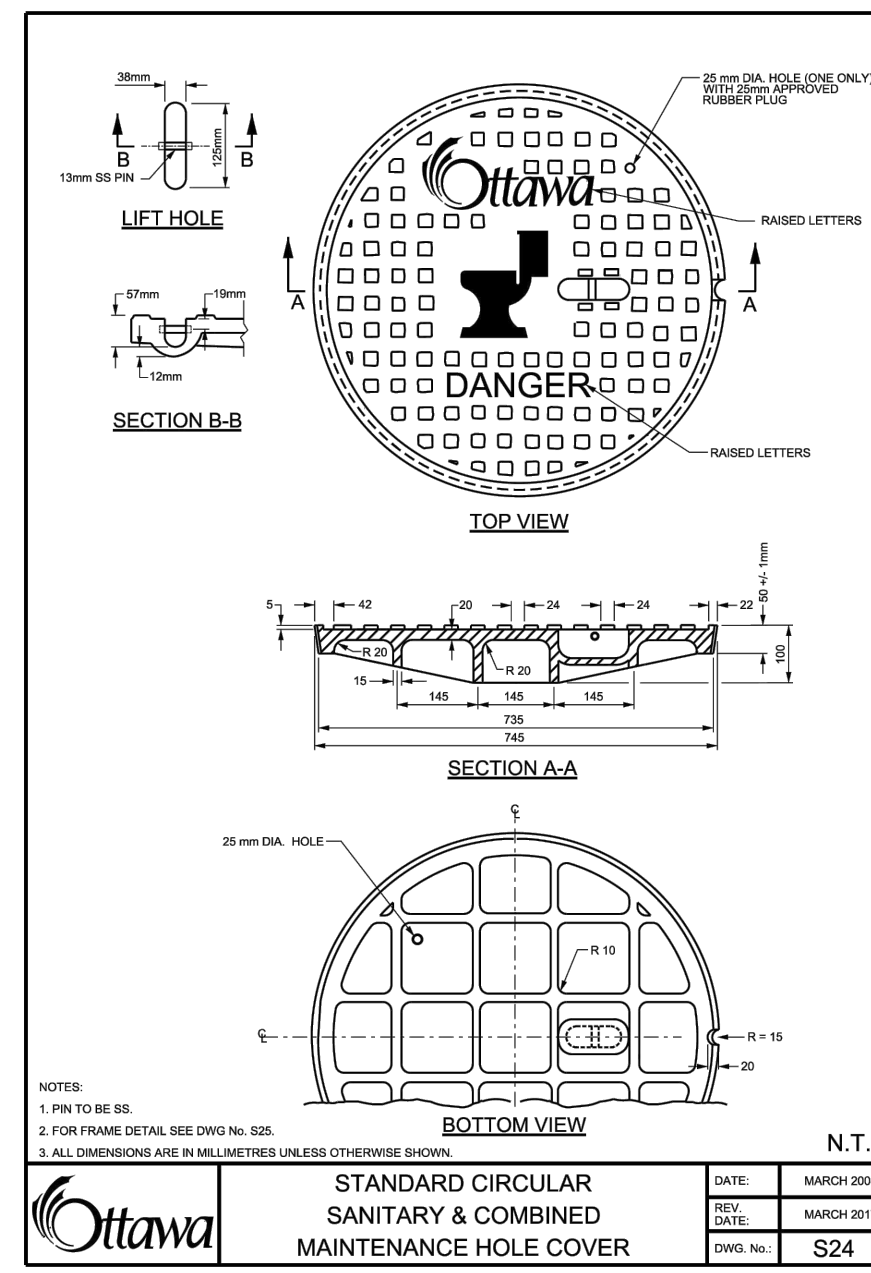 38mm
B
B
125mm
13mm SS PIN
LIFT HOLE
25 mm DIA. HOLE (ONE ONLY)
WITH 25mm APPROVED
RUBBER PLUG
Ottawa
RAISED LETTERS
A
A
57mm
19mm
12mm
SECTION B-B
DANGER
RAISED LETTERS
TOP VIEW
5
42
20
24
24
22
50 +/- 1mm
100
R 20
R 20
15
145
145
145
735
745
SECTION A-A
℄
25 mm DIA. HOLE
R 10
℄
R = 15
20
BOTTOM VIEW
NOTES:
1. PIN TO BE SS.
2. FOR FRAME DETAIL SEE DWG No. S25.
3. ALL DIMENSIONS ARE IN MILLIMETRES UNLESS OTHERWISE SHOWN.
N.T.
Ottawa
STANDARD CIRCULAR
SANITARY & COMBINED
MAINTENANCE HOLE COVER
DATE:
MARCH 200
REV.
DATE:
MARCH 201
DWG. No.:
S24